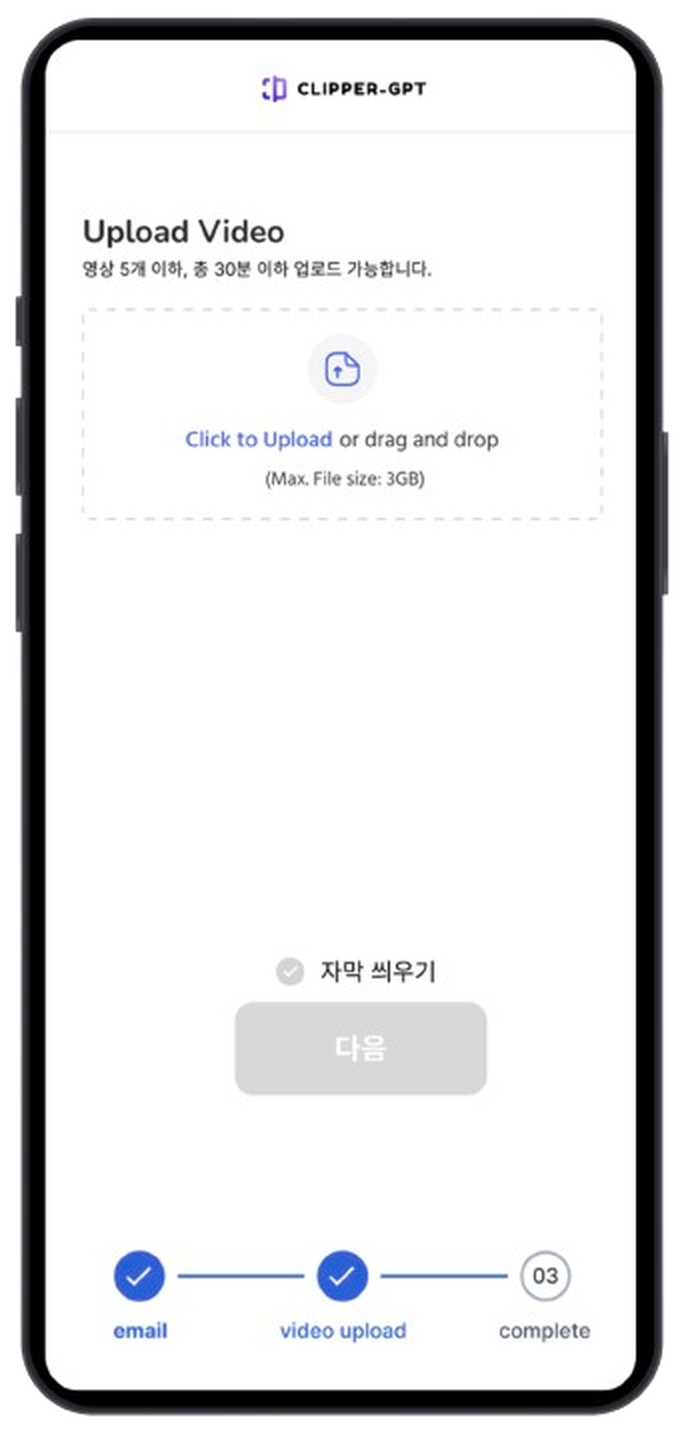 CLIPPER-GPT
Upload Video
영상 5개 이하, 총 30분 이하 업로드 가능합니다.
Click to Upload or drag and drop
(Max. File size: 3GB)
자막 씌우기
다음
03
email
video upload
complete